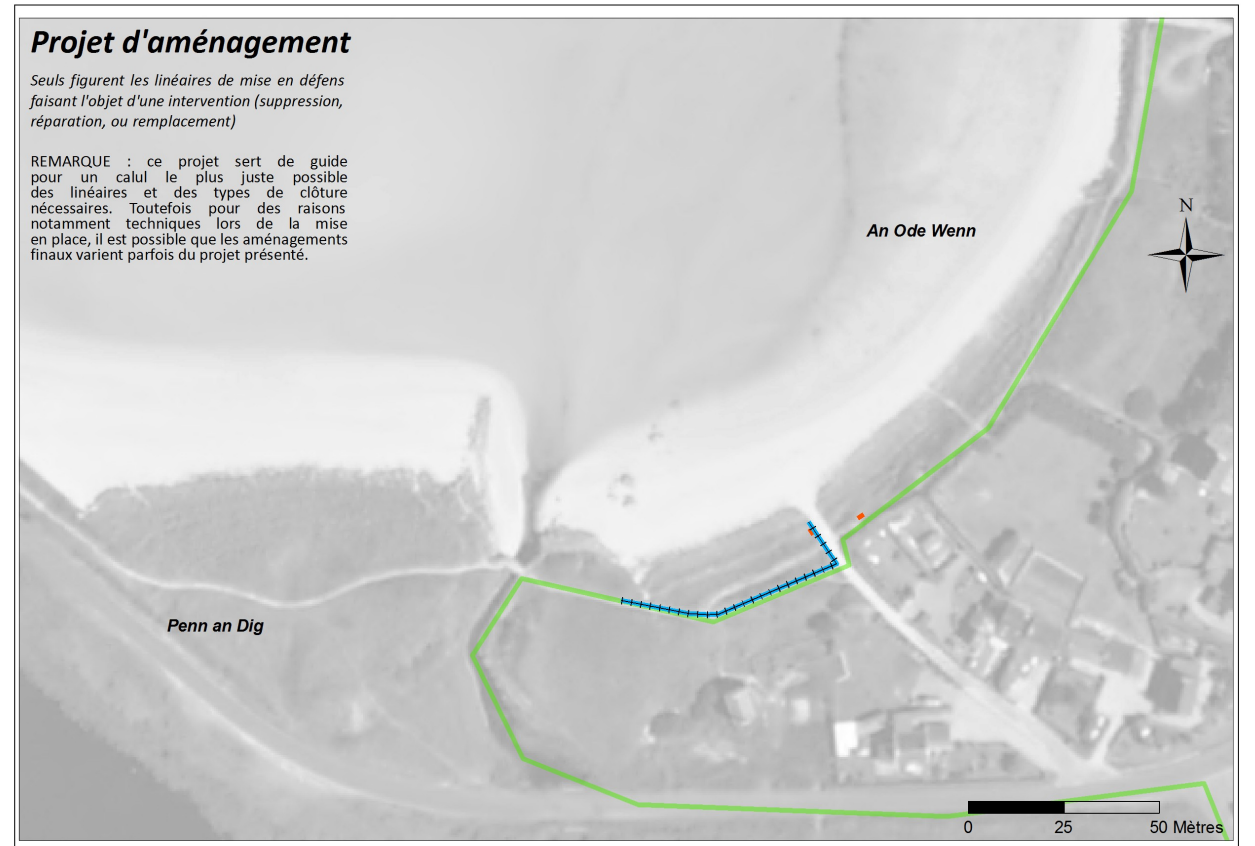 Projet d'aménagement
Seuls figurent les linéaires de mise en défens
faisant l'objet d'une intervention (suppression,
réparation, ou remplacement)
REMARQUE : ce projet sert de guide
pour un calul le plus juste possible
des linéaires et des types de clôture
nécessaires. Toutefois pour des raisons
notamment techniques lors de la mise
en place, il est possible que les aménagements
finaux varient parfois du projet présenté.
N
An Ode Wenn
Penn an Dig
0 25 50 Mètres